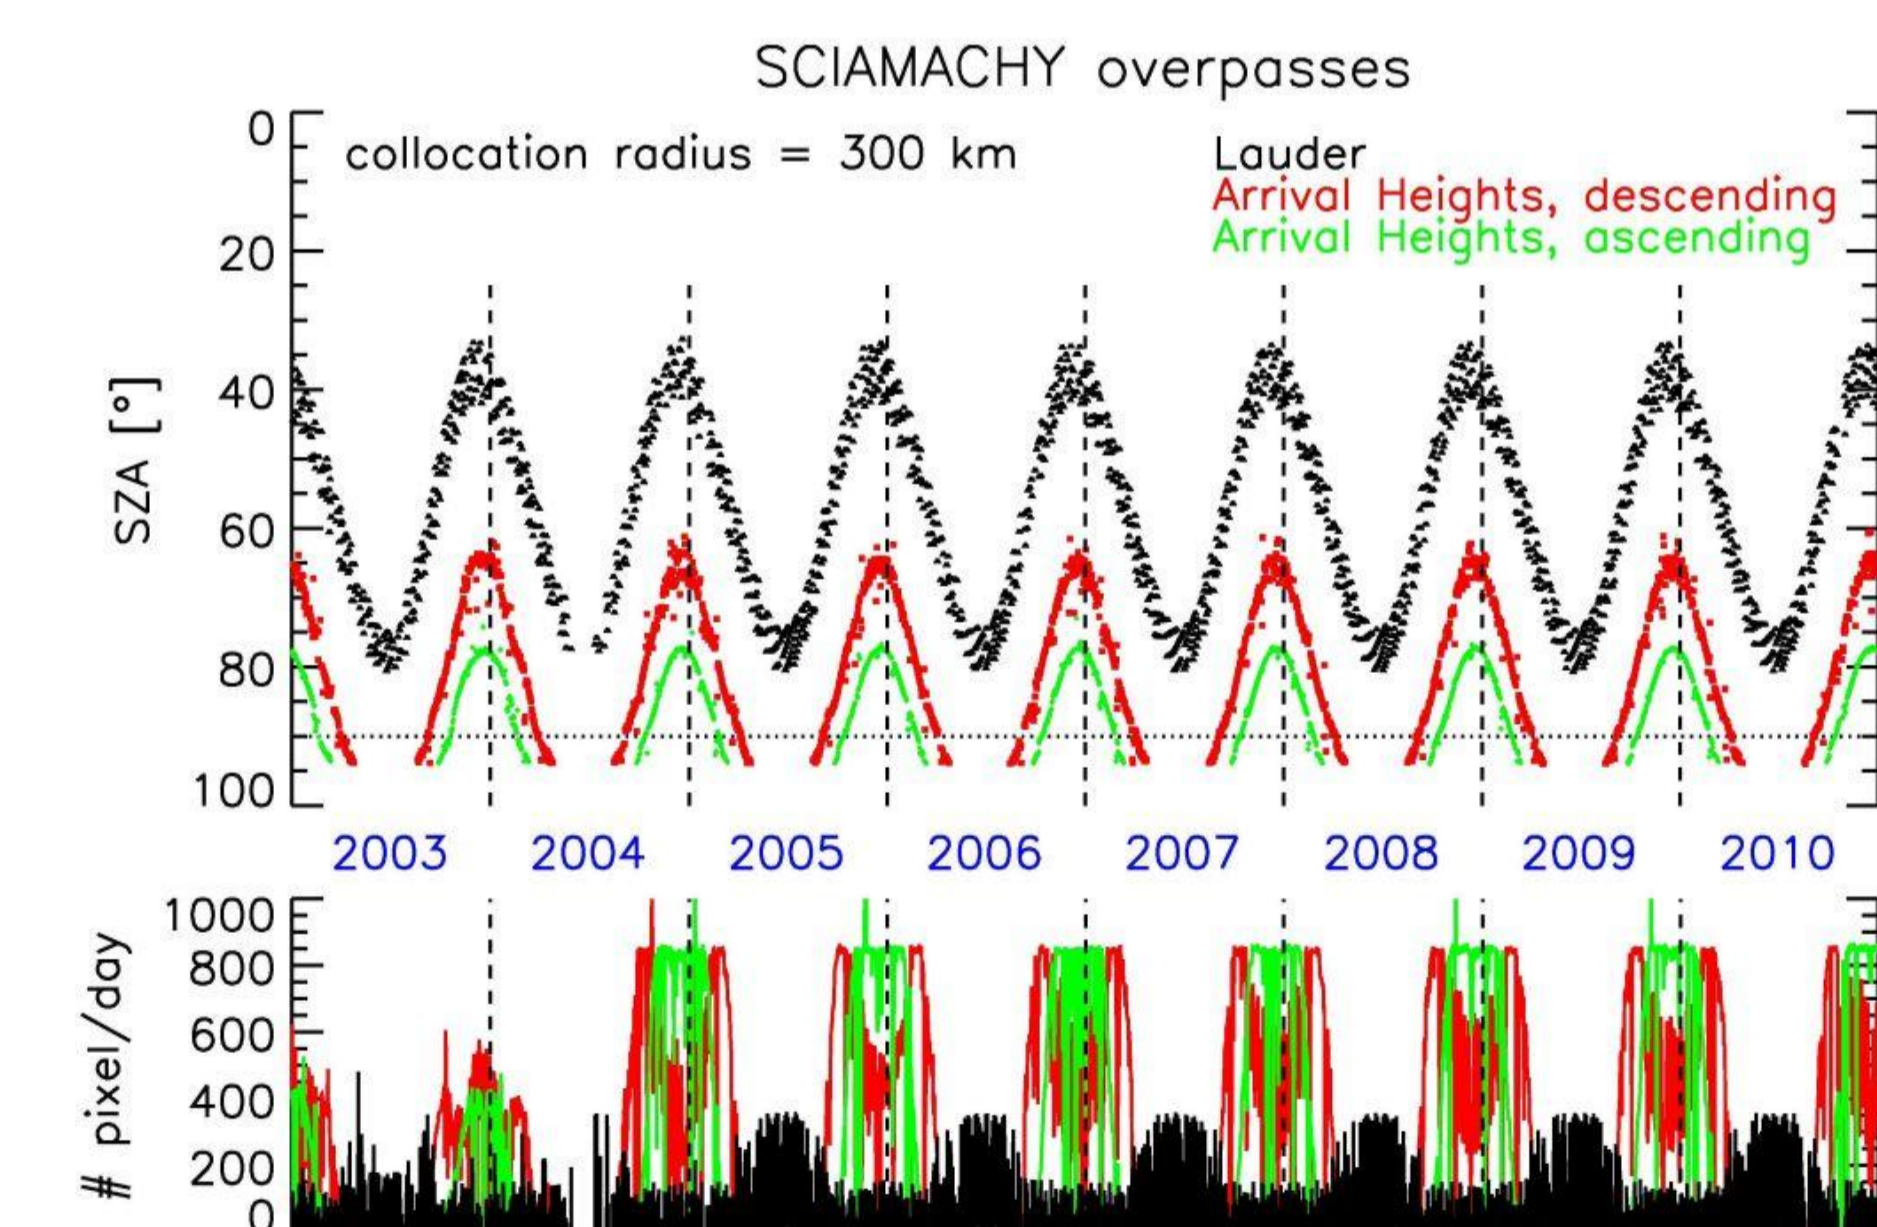 SCIAMACHY overpasses
collocation radius = 300 km
Lauder
Arrival Heights, descending
Arrival Heights, ascending
SZA [°]
0
20
40
60
80
100
2003 2004 2005 2006 2007 2008 2009 2010
# pixel/day
1000
800
600
400
200
0